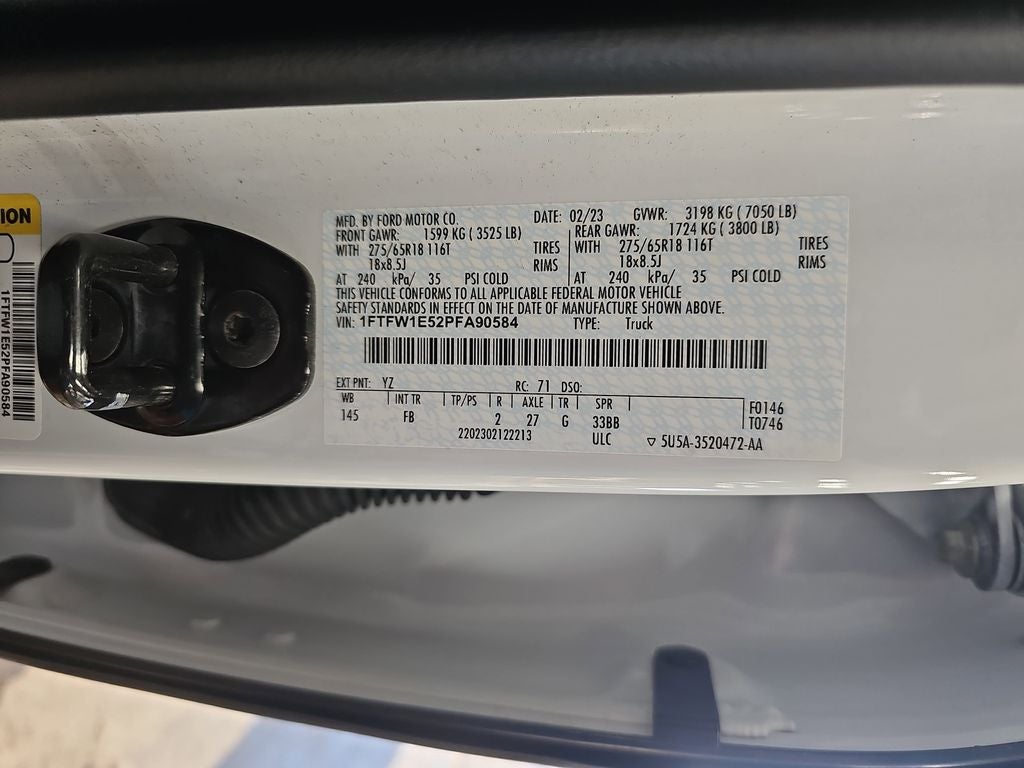 ION
1FTFW1E52PFA90584
MFD. BY FORD MOTOR CO. DATE: 02/23 GVWR: 3198 KG ( 7050 LB)
FRONT GAWR: 1599 KG ( 3525 LB) REAR GAWR: 1724 KG ( 3800 LB)
WITH 275/65R18 116T TIRES WITH 275/65R18 116T TIRES
18x8.5J RIMS 18x8.5J RIMS
AT 240 kPa/ 35 PSI COLD AT 240 kPa/ 35 PSI COLD
THIS VEHICLE CONFORMS TO ALL APPLICABLE FEDERAL MOTOR VEHICLE
SAFETY STANDARDS IN EFFECT ON THE DATE OF MANUFACTURE SHOWN ABOVE.
VIN: 1FTFW1E52PFA90584 TYPE: Truck
EXT PNT: YZ RC: 71 DSO:
WB INT TR TP/PS R AXLE TR SPR F0146
145 FB 2 27 G 33BB T0746
2202302122213 ULC ▽ 5U5A-3520472-AA